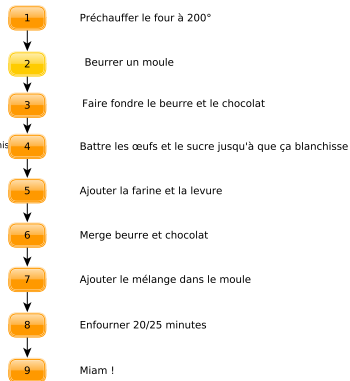 1 Préchauffer le four à 200°
2 Beurrer un moule
3 Faire fondre le beurre et le chocolat
4 Battre les œufs et le sucre jusqu'à que ça blanchisse
5 Ajouter la farine et la levure
6 Merge beurre et chocolat
7 Ajouter le mélange dans le moule
8 Enfourner 20/25 minutes
9 Miam !